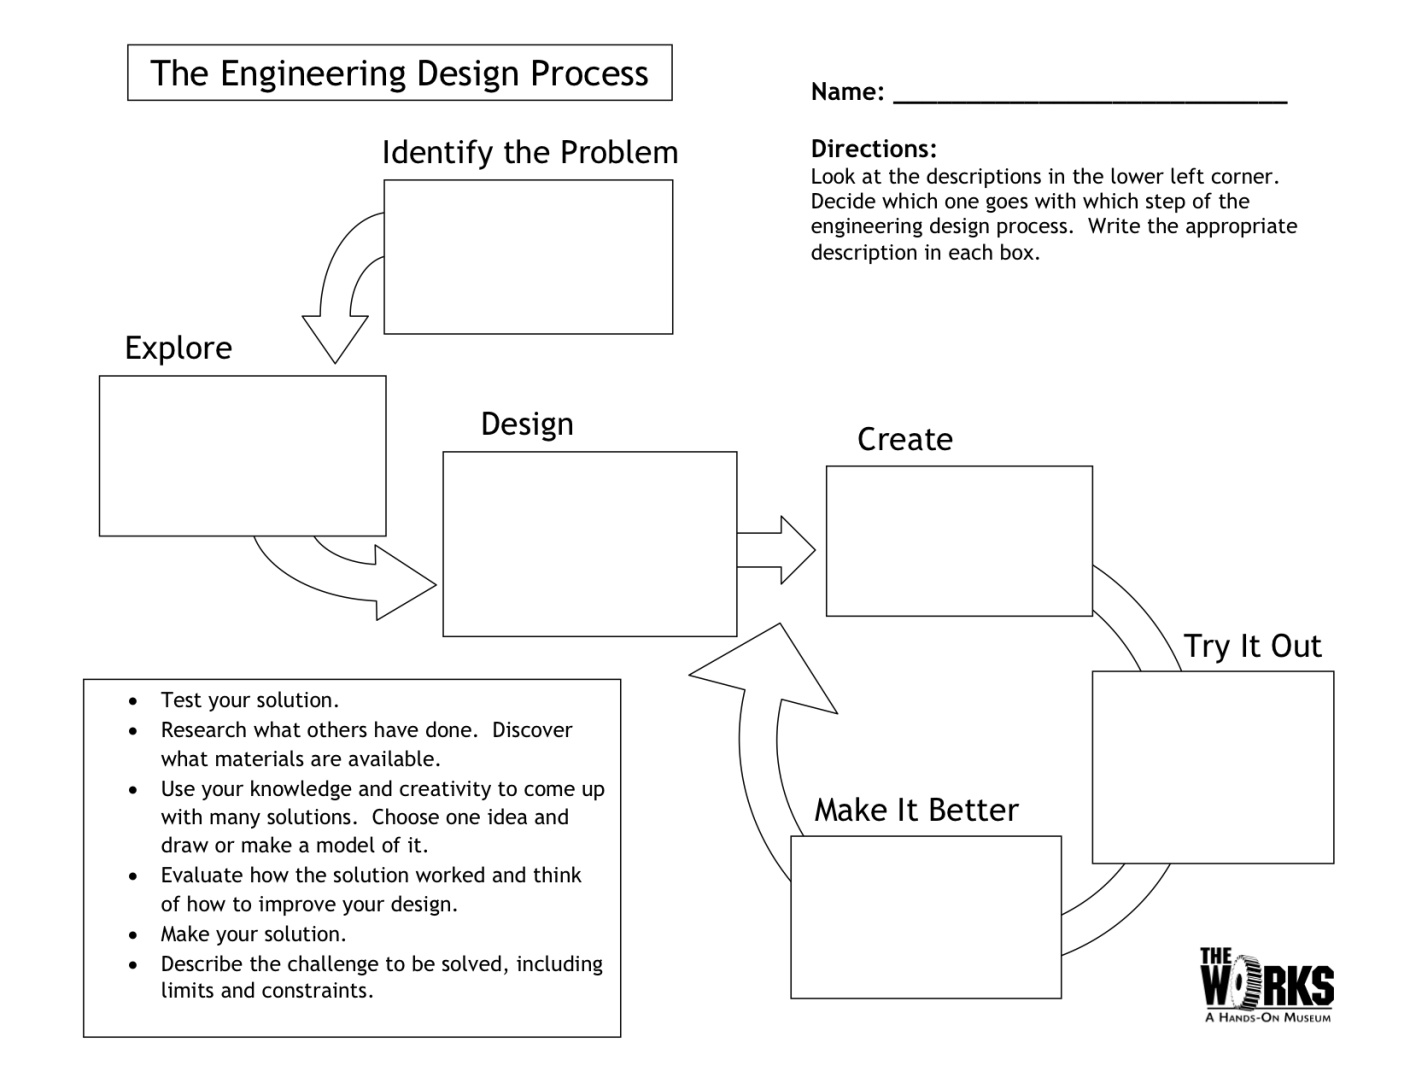 The Engineering Design Process
Name: ______________________________
Directions:
Look at the descriptions in the lower left corner.
Decide which one goes with which step of the
engineering design process.  Write the appropriate
description in each box.
Identify the Problem
Explore
Design
Create
Try It Out
Make It Better
• Test your solution.
• Research what others have done.  Discover
what materials are available.
• Use your knowledge and creativity to come up
with many solutions.  Choose one idea and
draw or make a model of it.
• Evaluate how the solution worked and think
of how to improve your design.
• Make your solution.
• Describe the challenge to be solved, including
limits and constraints.
THE
WORKS
A HANDS-ON MUSEUM